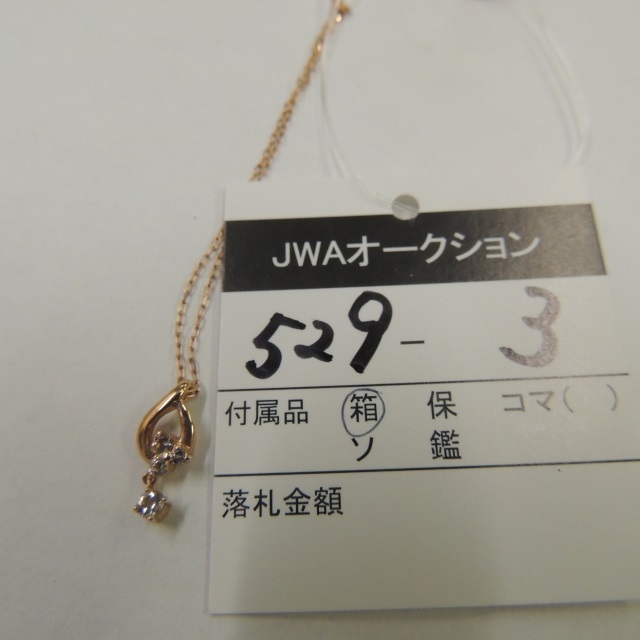 JWAオークション
529-3
付属品 箱 保 コマ( )
ソ 鑑
落札金額